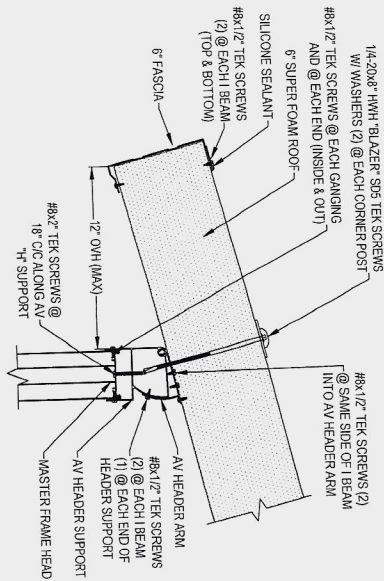 1/4-20x8" HWH "BLAZER" SD5 TEK SCREWS
W/ WASHERS (2) @ EACH CORNER POST
#8x1/2" TEK SCREWS @ EACH GANGING
AND @ EACH END (INSIDE & OUT)
6" SUPER FOAM ROOF
SILICONE SEALANT
#8x1/2" TEK SCREWS
(2) @ EACH I BEAM
(TOP & BOTTOM)
6" FASCIA
12" OVH (MAX)
#8x2" TEK SCREWS @
18" C/C ALONG AV
"H" SUPPORT
#8x1/2" TEK SCREWS (2)
@ SAME SIDE OF I BEAM
INTO AV HEADER ARM
AV HEADER ARM
#8x1/2" TEK SCREWS
(2) @ EACH I BEAM
(1) @ EACH END OF
HEADER SUPPORT
AV HEADER SUPPORT
MASTER FRAME HEAD